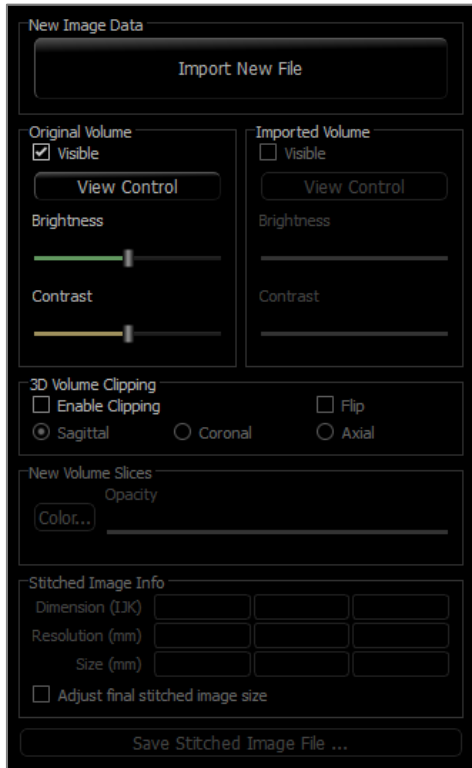 New Image Data
Import New File
Original Volume
Visible
View Control
Brightness
Contrast
Imported Volume
Visible
View Control
Brightness
Contrast
3D Volume Clipping
Enable Clipping
Flip
Sagittal
Coronal
Axial
New Volume Slices
Opacity
Color...
Stitched Image Info
Dimension (IJK)
Resolution (mm)
Size (mm)
Adjust final stitched image size
Save Stitched Image File ...